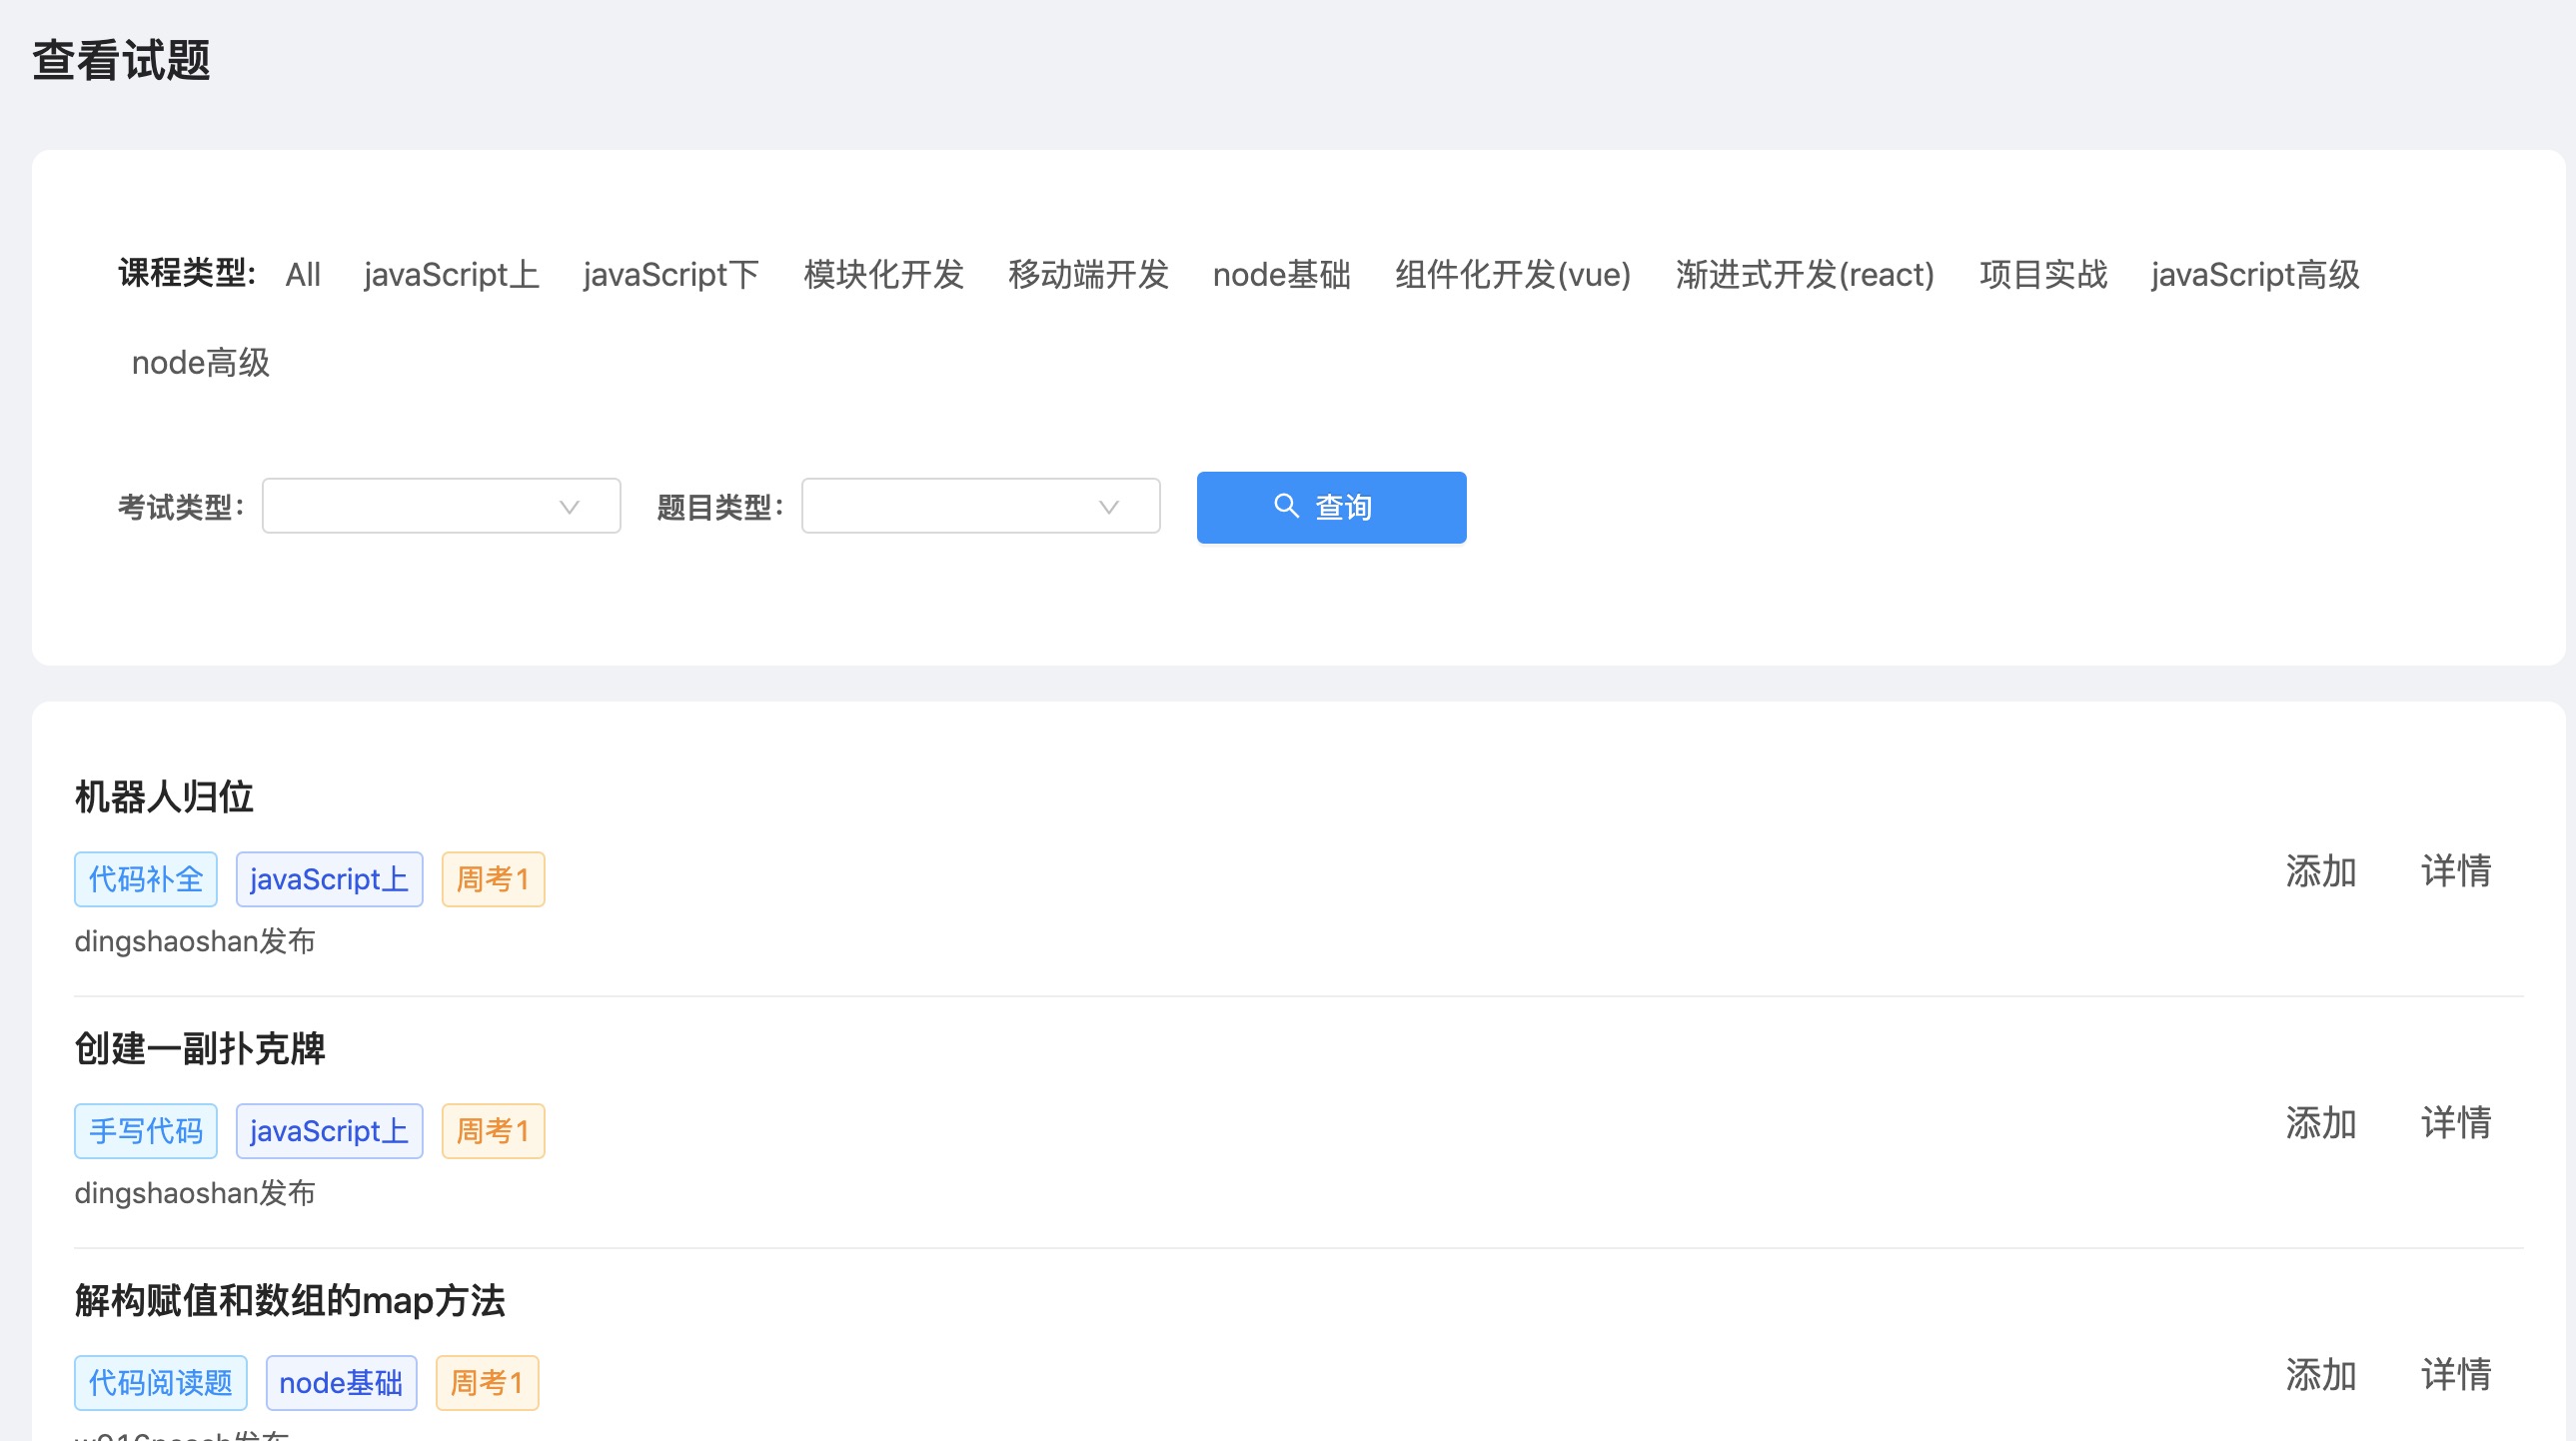 查看试题
课程类型: All javaScript上 javaScript下 模块化开发 移动端开发 node基础 组件化开发(vue) 渐进式开发(react) 项目实战 javaScript高级
node高级
考试类型: 题目类型: 查询
机器人归位
代码补全 javaScript上 周考1
添加 详情
dingshaoshan发布
创建一副扑克牌
手写代码 javaScript上 周考1
添加 详情
dingshaoshan发布
解构赋值和数组的map方法
代码阅读题 node基础 周考1
添加 详情